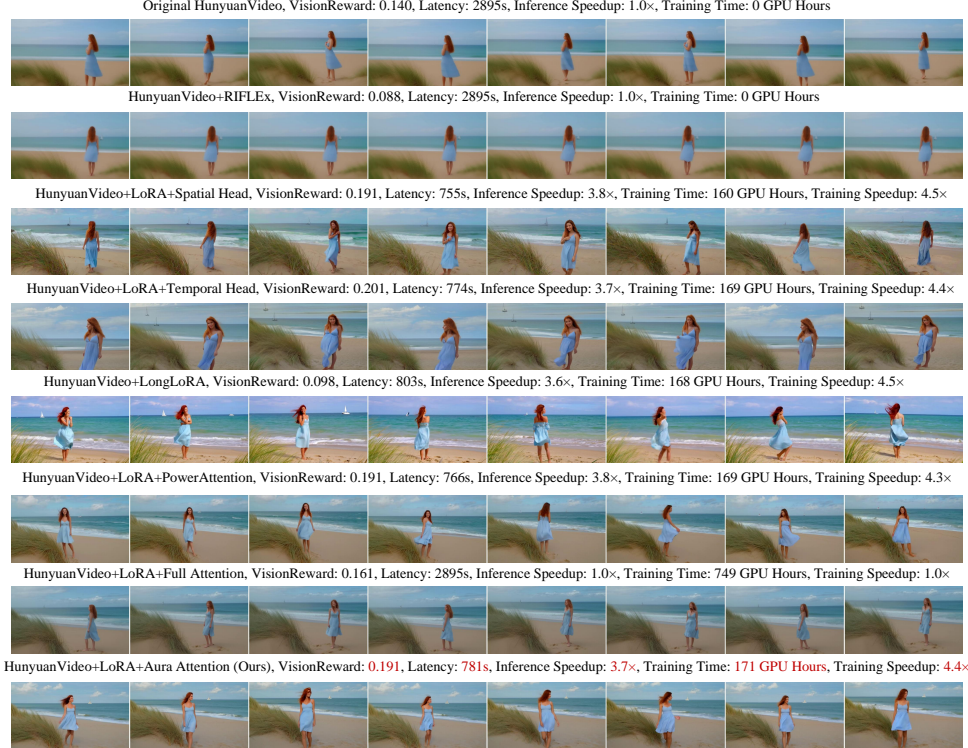 Original HunyuanVideo, VisionReward: 0.140, Latency: 2895s, Inference Speedup: 1.0×, Training Time: 0 GPU Hours
HunyuanVideo+RIFLEx, VisionReward: 0.088, Latency: 2895s, Inference Speedup: 1.0×, Training Time: 0 GPU Hours
HunyuanVideo+LoRA+Spatial Head, VisionReward: 0.191, Latency: 755s, Inference Speedup: 3.8×, Training Time: 160 GPU Hours, Training Speedup: 4.5×
HunyuanVideo+LoRA+Temporal Head, VisionReward: 0.201, Latency: 774s, Inference Speedup: 3.7×, Training Time: 169 GPU Hours, Training Speedup: 4.4×
HunyuanVideo+LongLoRA, VisionReward: 0.098, Latency: 803s, Inference Speedup: 3.6×, Training Time: 168 GPU Hours, Training Speedup: 4.5×
HunyuanVideo+LoRA+PowerAttention, VisionReward: 0.191, Latency: 766s, Inference Speedup: 3.8×, Training Time: 169 GPU Hours, Training Speedup: 4.3×
HunyuanVideo+LoRA+Full Attention, VisionReward: 0.161, Latency: 2895s, Inference Speedup: 1.0×, Training Time: 749 GPU Hours, Training Speedup: 1.0×
HunyuanVideo+LoRA+Aura Attention (Ours), VisionReward: 0.191, Latency: 781s, Inference Speedup: 3.7×, Training Time: 171 GPU Hours, Training Speedup: 4.4×